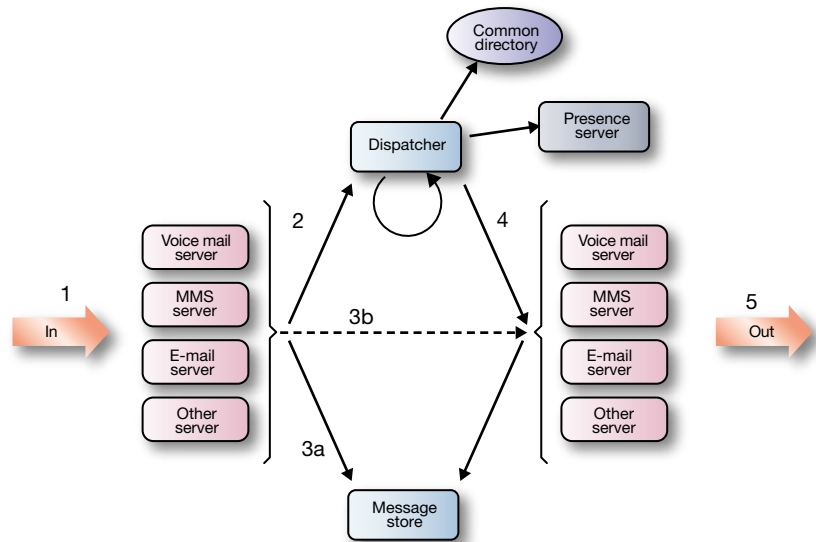 Common
directory
Presence
server
Dispatcher
2
4
Voice mail
server
Voice mail
server
1
MMS
server
3b
MMS
server
5
In
Out
E-mail
server
E-mail
server
Other
server
Other
server
3a
Message
store